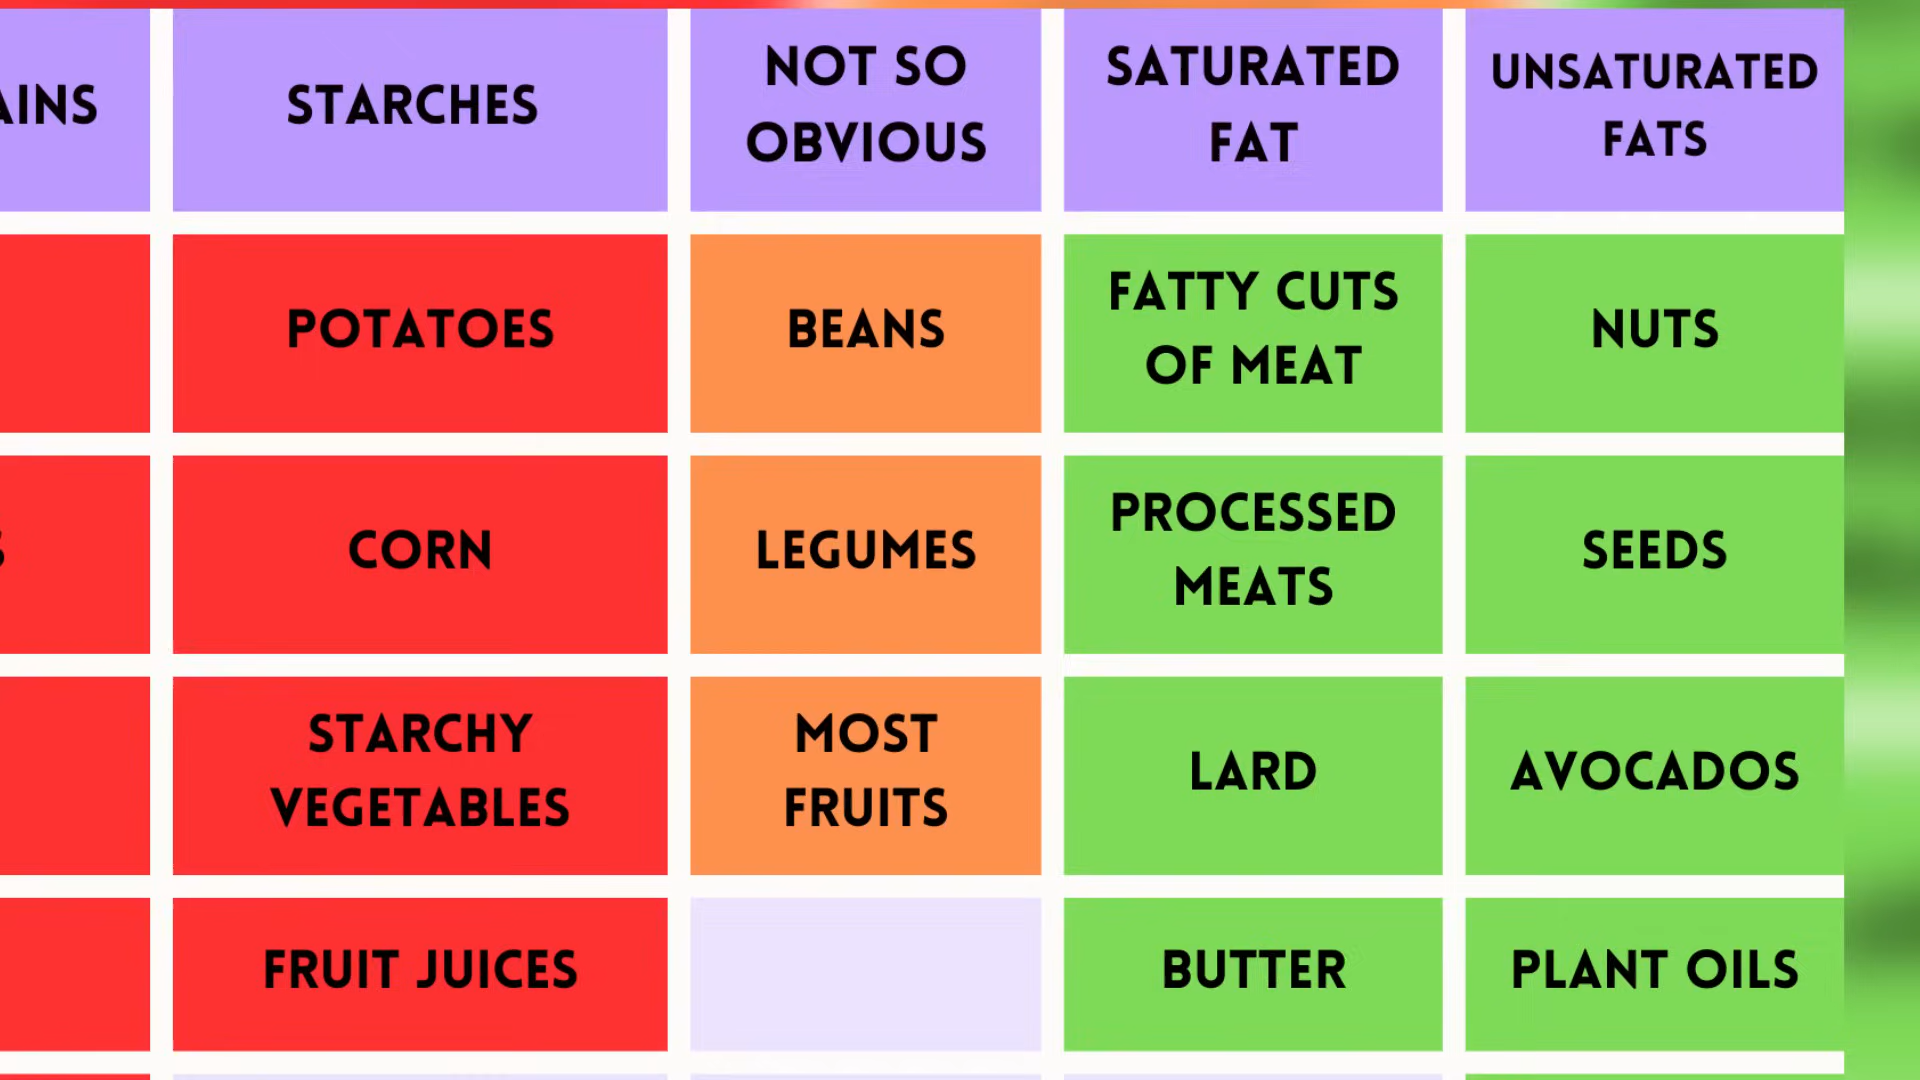 AINS
STARCHES
NOT SO
OBVIOUS
SATURATED
FAT
UNSATURATED
FATS
POTATOES
BEANS
FATTY CUTS
OF MEAT
NUTS
CORN
LEGUMES
PROCESSED
MEATS
SEEDS
STARCHY
VEGETABLES
MOST
FRUITS
LARD
AVOCADOS
FRUIT JUICES
BUTTER
PLANT OILS